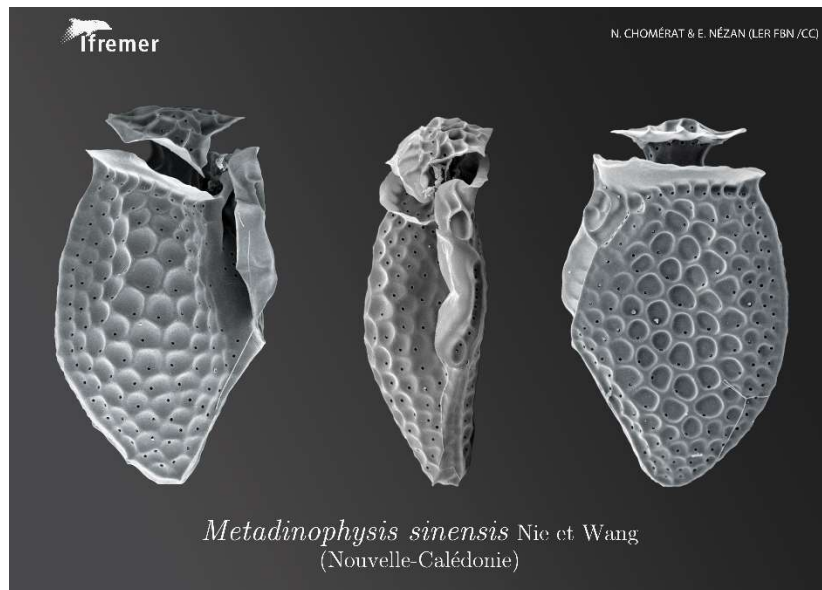 Ifremer
N. CHOMÉRAT & E. NÉZAN (LER FBN /CC)
Metadinophysis sinensis Nie et Wang
(Nouvelle-Calédonie)